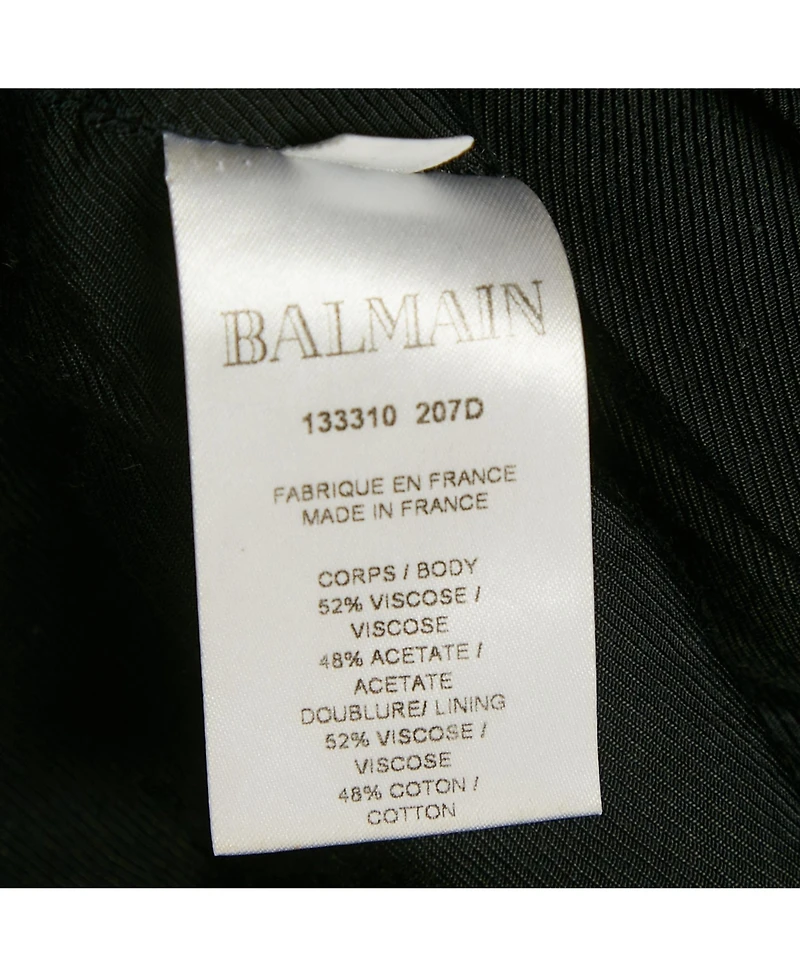 BALMAIN
133310 207D
FABRIQUE EN FRANCE
MADE IN FRANCE
CORPS / BODY
52% VISCOSE /
VISCOSE
48% ACETATE /
ACETATE
DOUBLURE/ LINING
52% VISCOSE /
VISCOSE
48% COTON /
COTTON